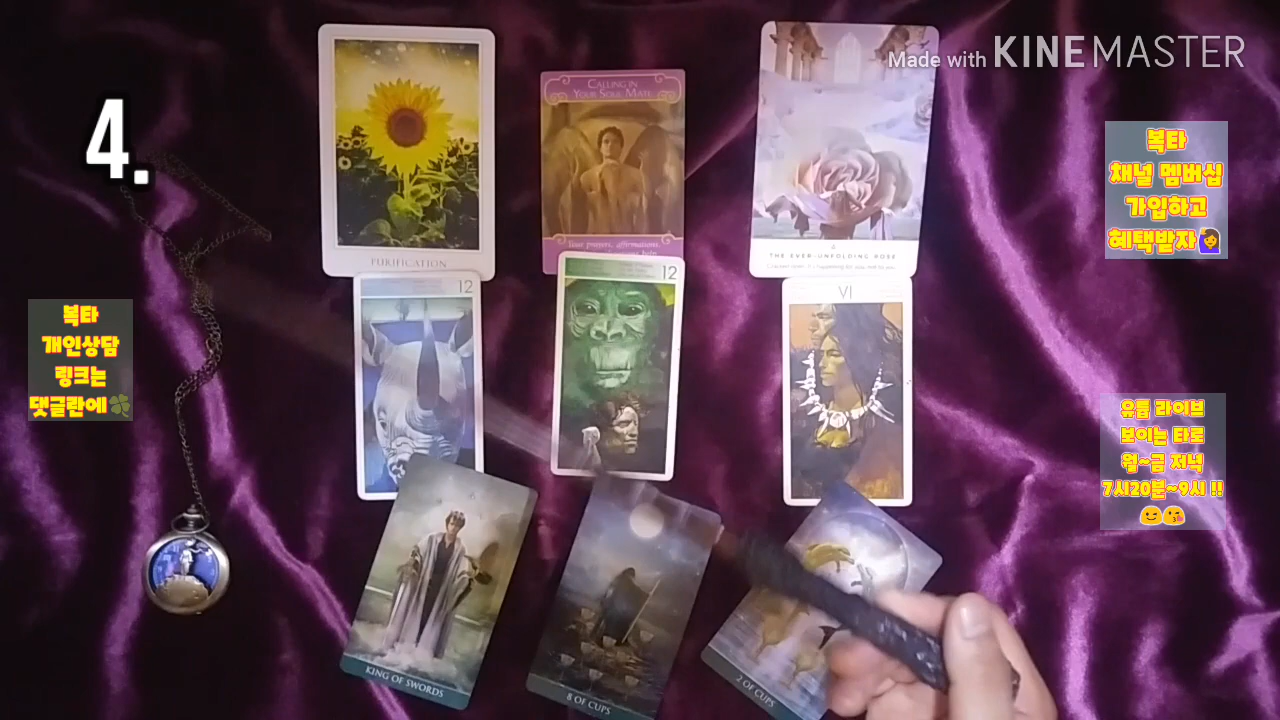 Made with KINEMASTER
4.
CALLING IN
YOUR SOUL MATE
Your prayers, affirmations,
PURIFICATION
THE EVER-UNFOLDING ROSE
12
12
VI
KING OF SWORDS
8 OF CUPS
2 OF CUPS
복타
개인상담
링크는
댓글란에🍀
복타
채널 멤버십
가입하고
혜택받자🙋‍♀️
유튭 라이브
보이는 타로
월~금 저녁
7시20분~9시 !!
😉😘